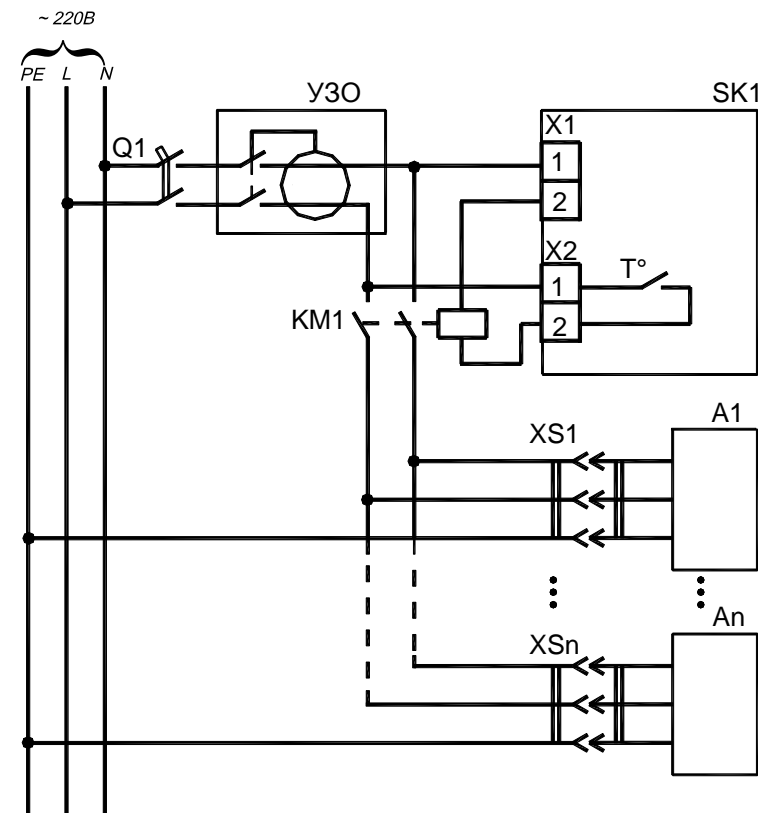 ~ 220В
PE L N
УЗО
SK1
Q1
X1
1
2
X2
1
T°
2
KM1
A1
XS1
An
XSn